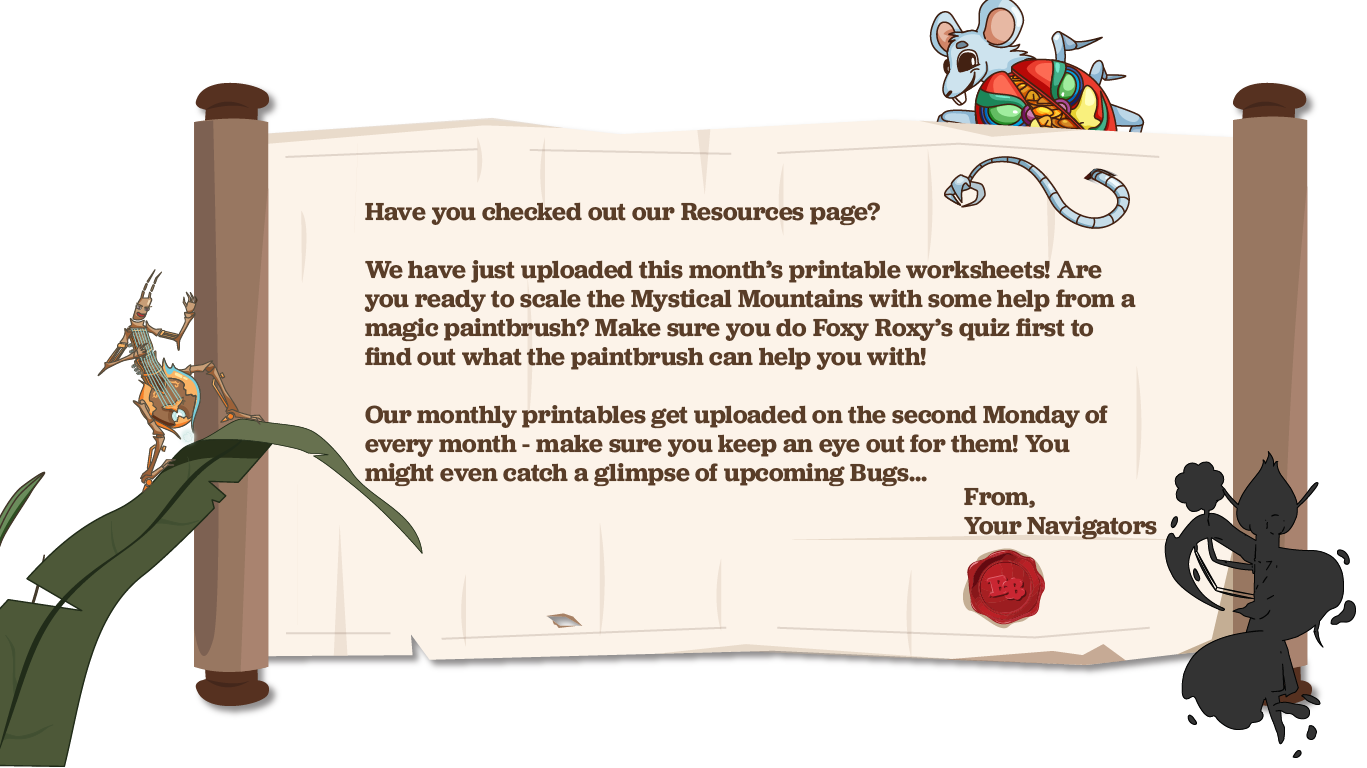 Have you checked out our Resources page?
We have just uploaded this month’s printable worksheets! Are
you ready to scale the Mystical Mountains with some help from a
magic paintbrush? Make sure you do Foxy Roxy’s quiz first to
find out what the paintbrush can help you with!
Our monthly printables get uploaded on the second Monday of
every month - make sure you keep an eye out for them! You
might even catch a glimpse of upcoming Bugs...
From,
Your Navigators
EB